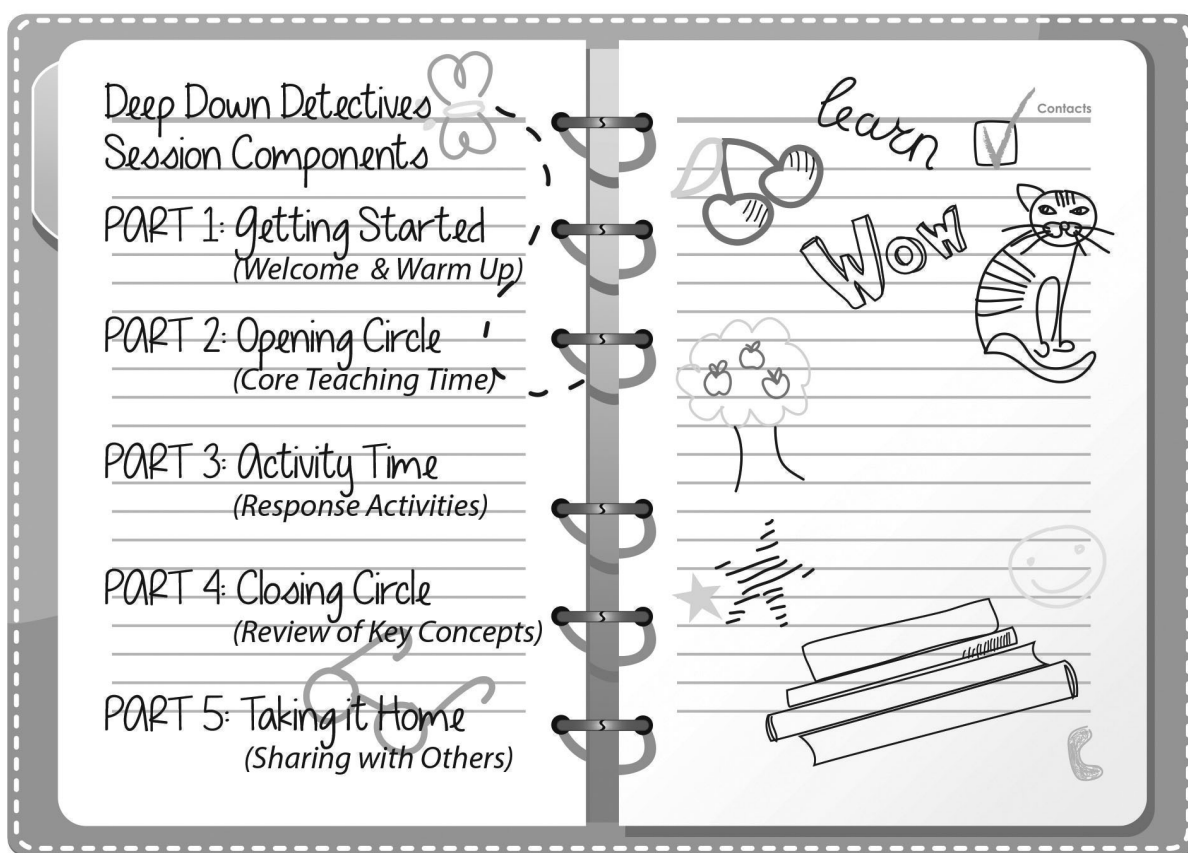 Deep Down Detectives
Session Components
PART 1: Getting Started
(Welcome & Warm Up)
PART 2: Opening Circle
(Core Teaching Time)
PART 3: Activity Time
(Response Activities)
PART 4: Closing Circle
(Review of Key Concepts)
PART 5: Taking it Home
(Sharing with Others)
learn
Contacts
Wow